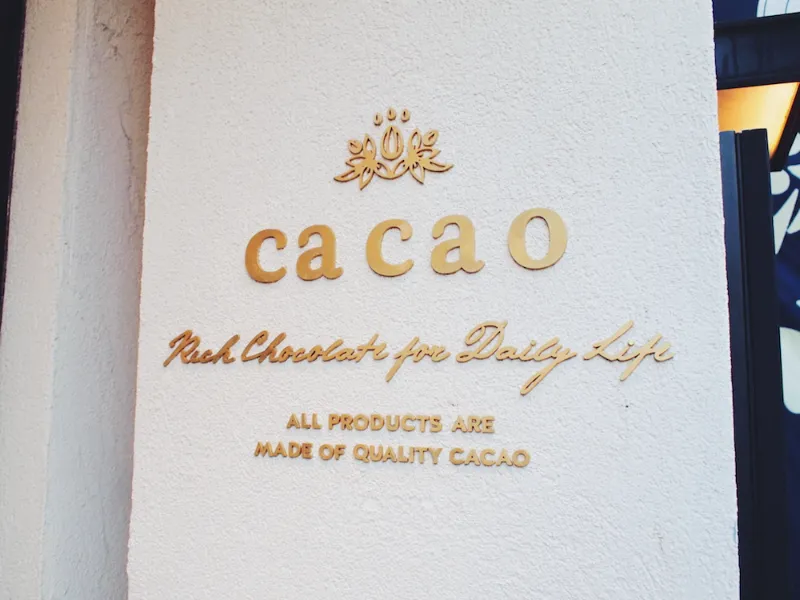 cacao
Rich Chocolate for Daily Life
ALL PRODUCTS ARE
MADE OF QUALITY CACAO